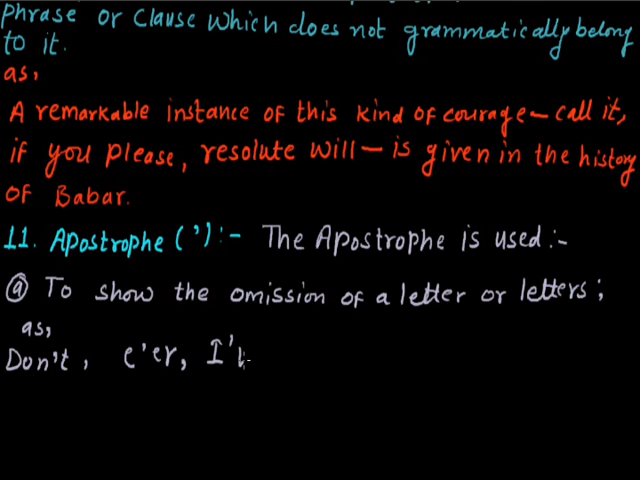 phrase or clause which does not grammatically belong
to it.
as,
A remarkable instance of this kind of courage—call it,
if you please, resolute will—is given in the history
of Babar.
11. Apostrophe ('):- The Apostrophe is used:-
(a) To show the omission of a letter or letters;
as,
Don't, e'er,